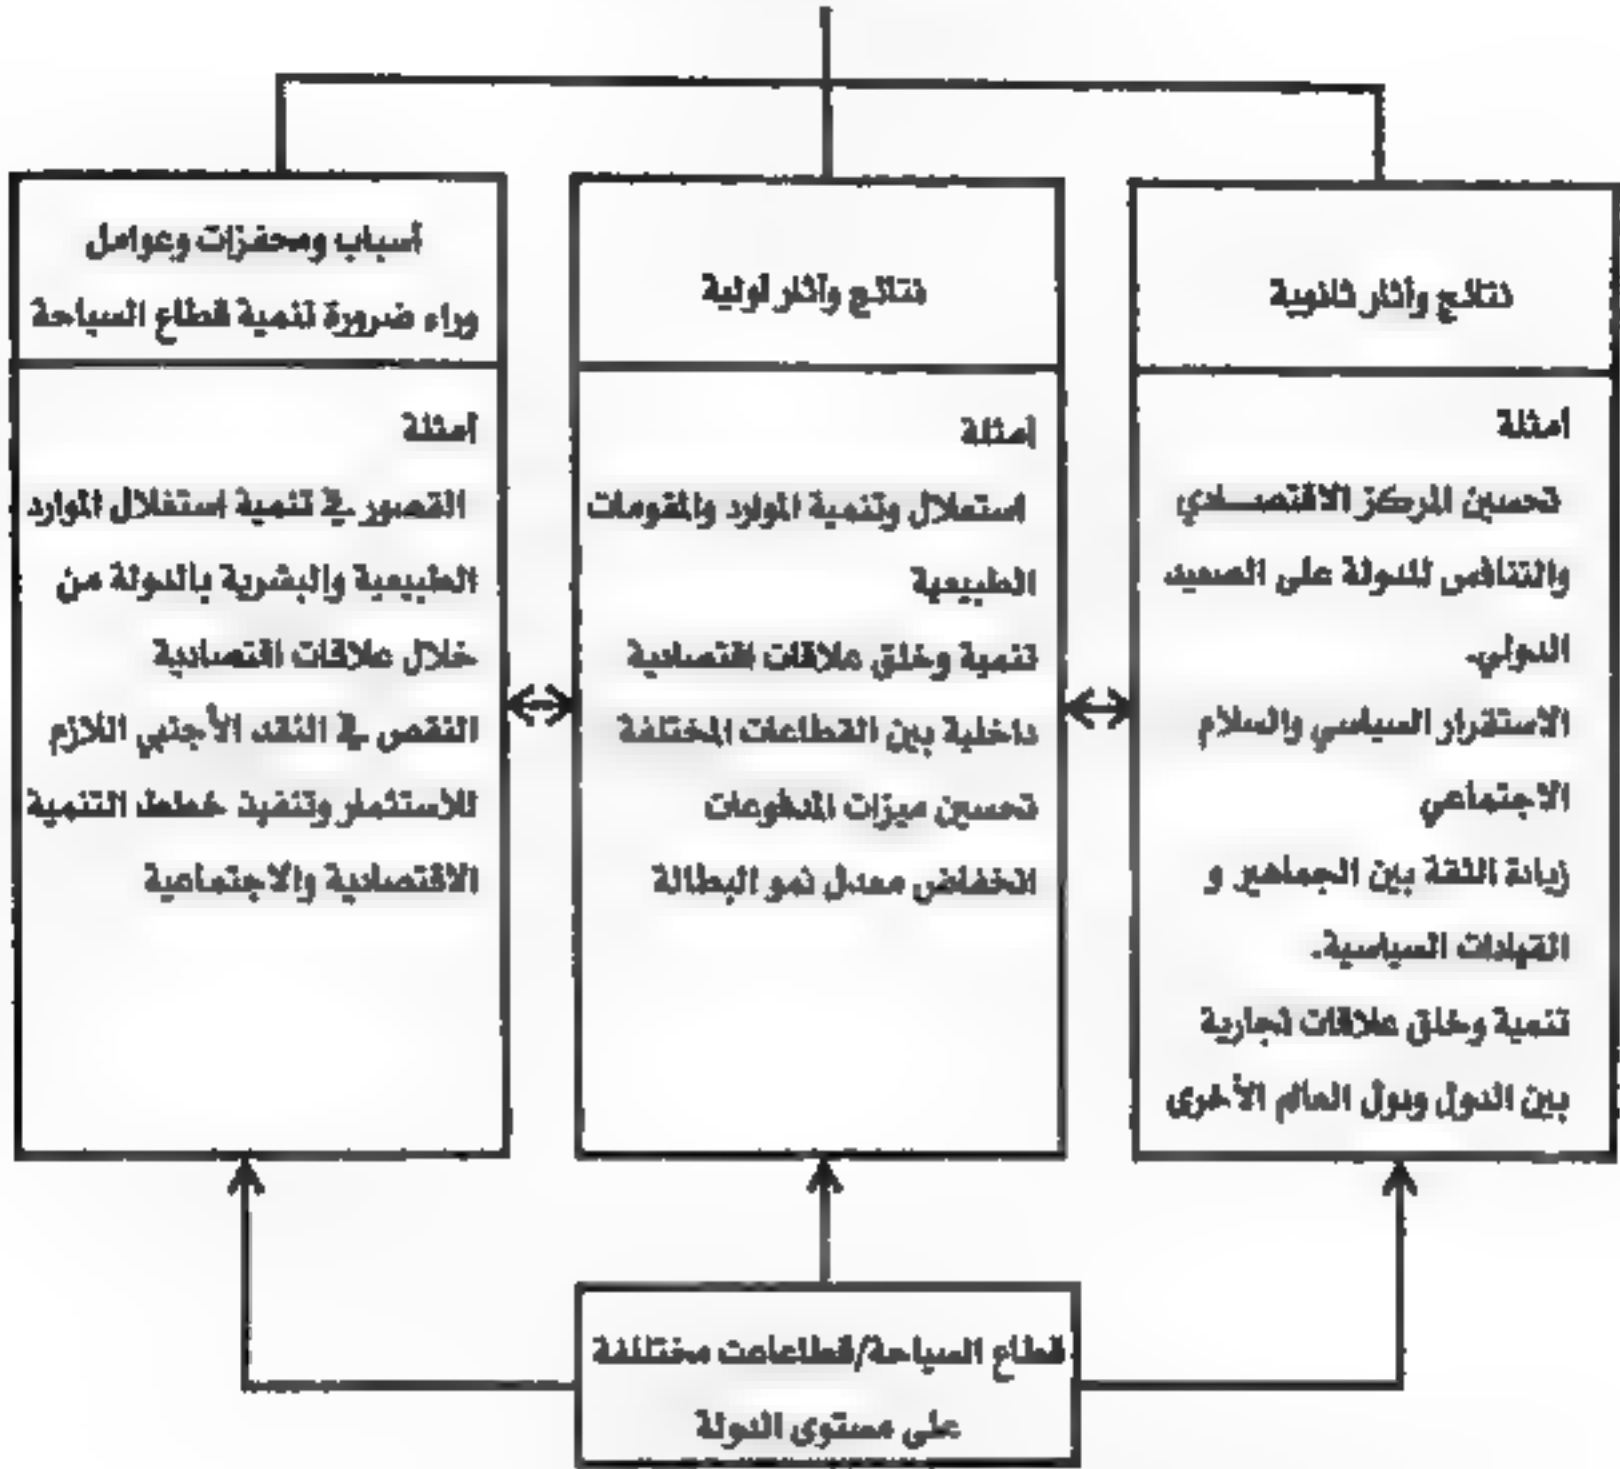 أسباب ومحفزات وعوامل
وراء ضرورة تنمية قطاع السياحة
أمثلة
القصور في تنمية استغلال الموارد
الطبيعية والبشرية بالدولة من
خلال علاقات اقتصادية
النقص في النقد الأجنبي اللازم
للاستثمار وتنفيذ خطط التنمية
الاقتصادية والاجتماعية
نتائج وآثار أولية
أمثلة
استغلال وتنمية الموارد والمقومات
الطبيعية
تنمية وخلق علاقات اقتصادية
داخلية بين القطاعات المختلفة
تحسين ميزات المدفوعات
انخفاض معدل نمو البطالة
نتائج وآثار ثانوية
أمثلة
تحسين المركز الاقتصادي
والتنافس للدولة على الصعيد
الدولي.
الاستقرار السياسي والسلام
الاجتماعي
زيادة الثقة بين الجماهير و
القيادات السياسية.
تنمية وخلق علاقات تجارية
بين الدول ودول العالم الأخرى
قطاع السياحة/قطاعات مختلفة
على مستوى الدولة